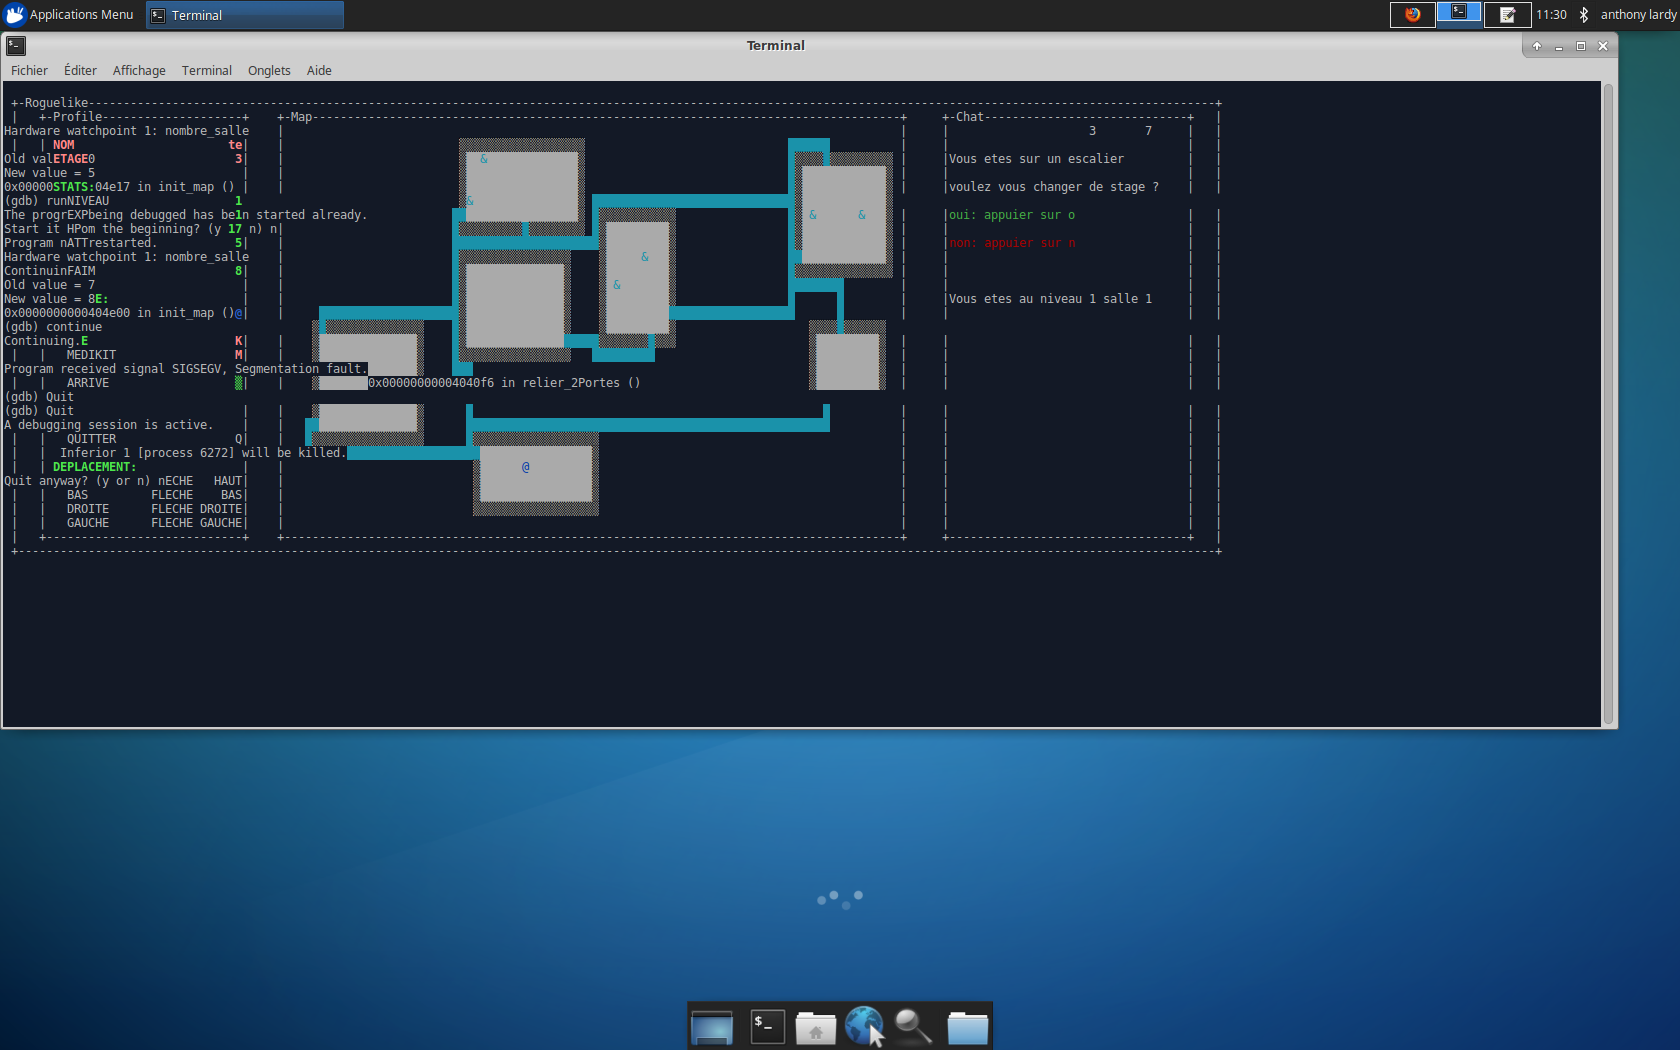 Applications Menu
Terminal
11:30
anthony lardy
Terminal
Fichier Éditer Affichage Terminal Onglets Aide
+-Roguelike-+
| +-Profile-+ +-Map-+ +-Chat-+ |
Hardware watchpoint 1: nombre_salle | | | 3 7 | |
| | NOM te|
Old valETAGE0 3| & |Vous etes sur un escalier | |
New value = 5
0x00000STATS:04e17 in init_map () | |voulez vous changer de stage ? | |
(gdb) runNIVEAU 1 &
The progrEXPbeing debugged has be1n started already. & & |oui: appuier sur o | |
Start it HPom the beginning? (y 17 n) n|
Program nATTrestarted. 5| |non: appuier sur n | |
Hardware watchpoint 1: nombre_salle &
ContinuinFAIM 8|
Old value = 7 &
New value = 8E: |Vous etes au niveau 1 salle 1 | |
0x0000000000404e00 in init_map ()@|
(gdb) continue
Continuing.E K|
| | MEDIKIT M|
Program received signal SIGSEGV, Segmentation fault.
| | ARRIVE ▒| | 0x00000000004040f6 in relier_2Portes ()
(gdb) Quit
(gdb) Quit
A debugging session is active.
| | QUITTER Q|
| | Inferior 1 [process 6272] will be killed.
| | DEPLACEMENT: | @
Quit anyway? (y or n) nECHE HAUT|
| | BAS FLECHE BAS|
| | DROITE FLECHE DROITE|
| | GAUCHE FLECHE GAUCHE|
$_